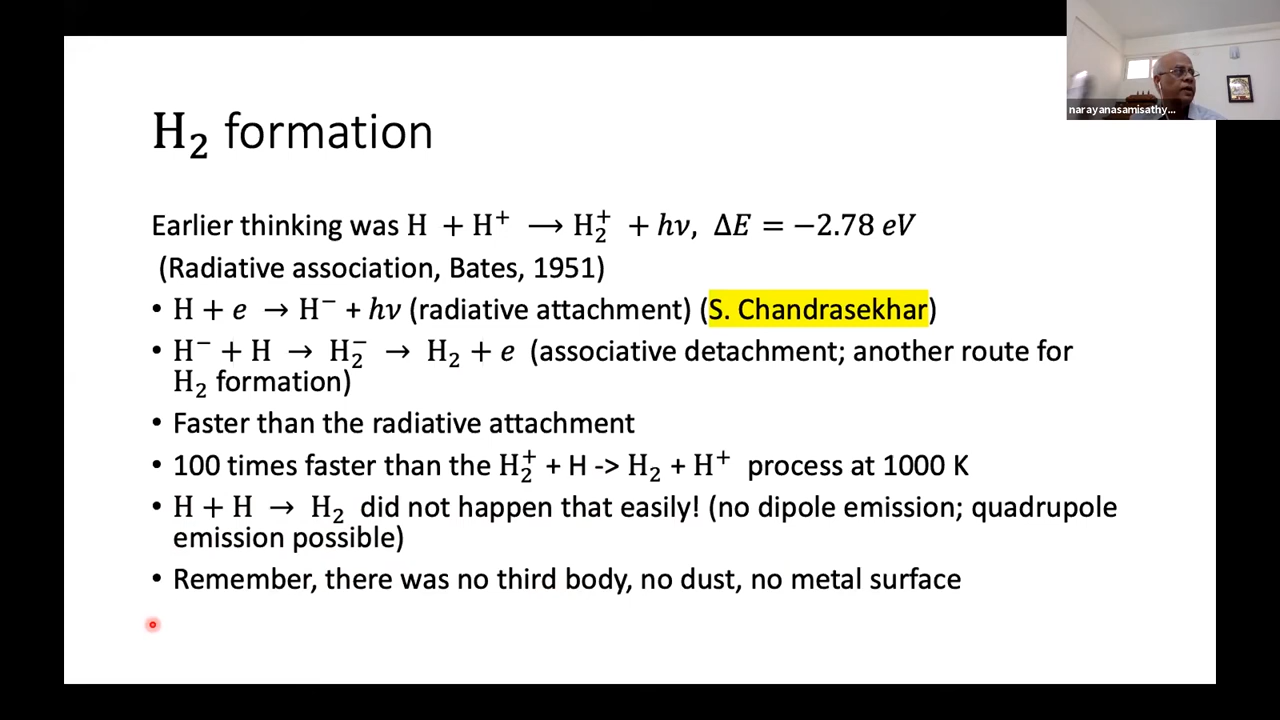 narayanasamisathy...
H₂ formation
Earlier thinking was H + H⁺ ⟶ H₂⁺ + hν, ΔE = −2.78 eV
(Radiative association, Bates, 1951)
• H + e → H⁻ + hν (radiative attachment) (S. Chandrasekhar)
• H⁻ + H → H₂⁻ → H₂ + e (associative detachment; another route for
H₂ formation)
• Faster than the radiative attachment
• 100 times faster than the H₂⁺ + H -> H₂ + H⁺ process at 1000 K
• H + H → H₂ did not happen that easily! (no dipole emission; quadrupole
emission possible)
• Remember, there was no third body, no dust, no metal surface